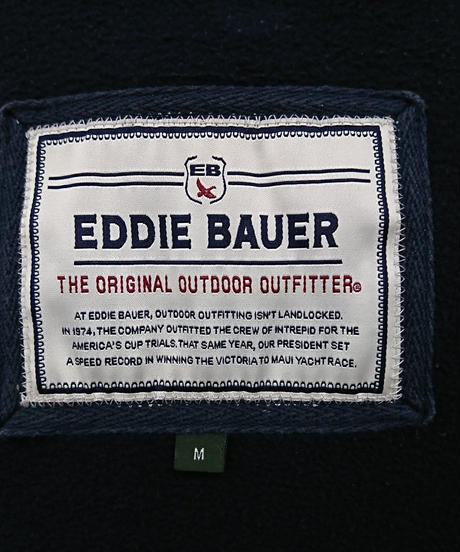 EB
EDDIE BAUER
THE ORIGINAL OUTDOOR OUTFITTER®
AT EDDIE BAUER, OUTDOOR OUTFITTING ISN'T LANDLOCKED.
IN 1974, THE COMPANY OUTFITTED THE CREW OF INTREPID FOR THE
AMERICA'S CUP TRIALS. THAT SAME YEAR, OUR PRESIDENT SET
A SPEED RECORD IN WINNING THE VICTORIA TO MAUI YACHT RACE.
M